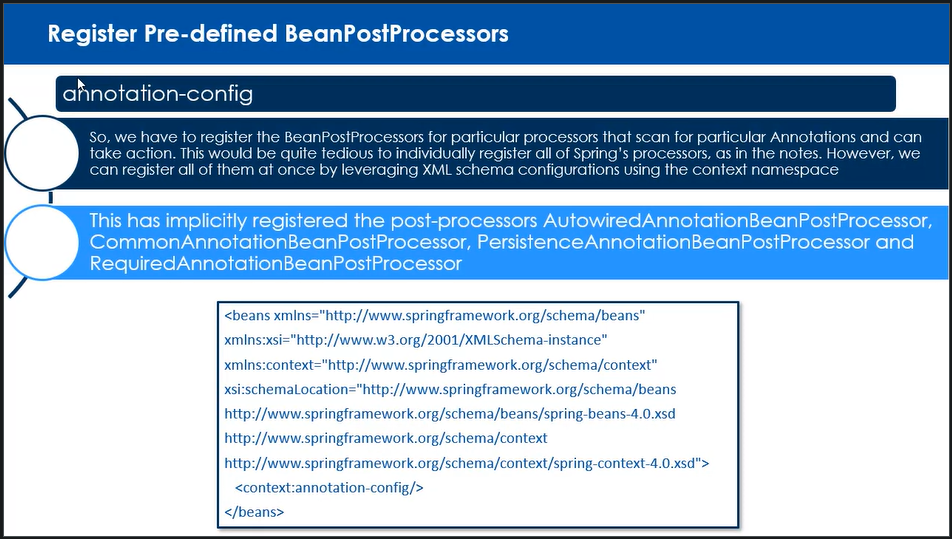 Register Pre-defined BeanPostProcessors
annotation-config
So, we have to register the BeanPostProcessors for particular processors that scan for particular Annotations and can
take action. This would be quite tedious to individually register all of Spring's processors, as in the notes. However, we
can register all of them at once by leveraging XML schema configurations using the context namespace
This has implicitly registered the post-processors AutowiredAnnotationBeanPostProcessor,
CommonAnnotationBeanPostProcessor, PersistenceAnnotationBeanPostProcessor and
RequiredAnnotationBeanPostProcessor
<beans xmlns="http://www.springframework.org/schema/beans"
xmlns:xsi="http://www.w3.org/2001/XMLSchema-instance"
xmlns:context="http://www.springframework.org/schema/context"
xsi:schemaLocation="http://www.springframework.org/schema/beans
http://www.springframework.org/schema/beans/spring-beans-4.0.xsd
http://www.springframework.org/schema/context
http://www.springframework.org/schema/context/spring-context-4.0.xsd">
<context:annotation-config/>
</beans>